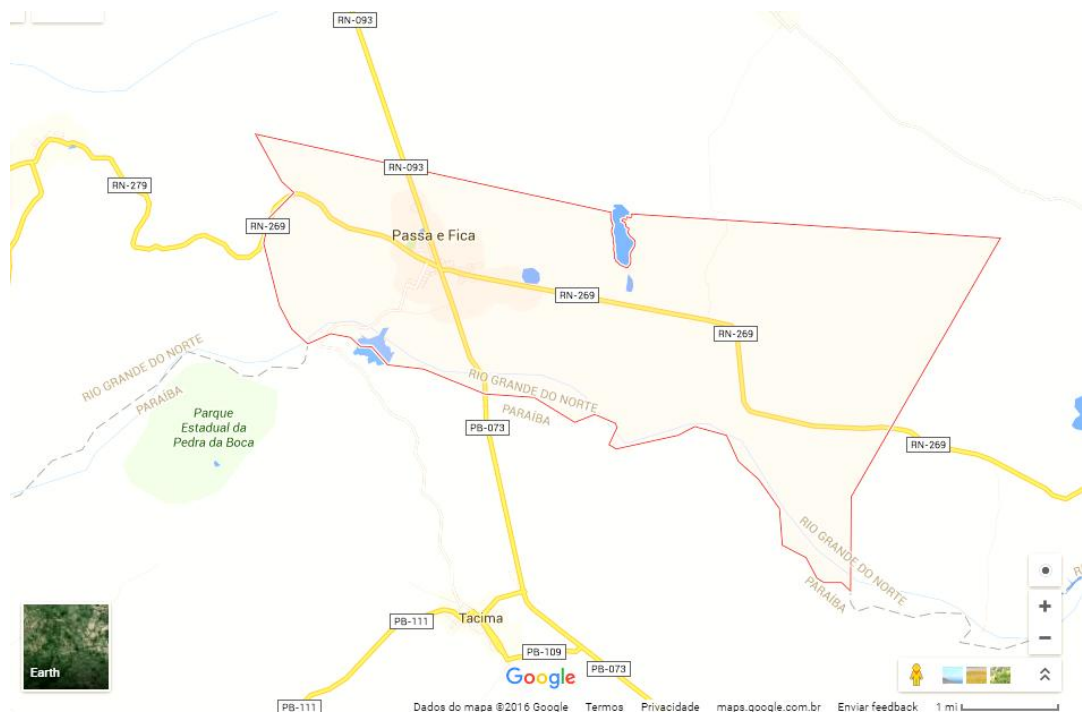 RN-093
RN-093
RN-279
RN-269
Passa e Fica
RN-269
RN-269
RIO GRANDE DO NORTE
PARAÍBA
RIO GRANDE DO NORTE
PARAÍBA
Parque
Estadual da
Pedra da Boca
PB-073
RN-269
RIO GRANDE DO NORTE
PARAÍBA
Tacima
PB-111
PB-109
PB-073
PB-111
Earth
Google
Dados do mapa ©2016 Google Termos Privacidade maps.google.com.br Enviar feedback 1 mi